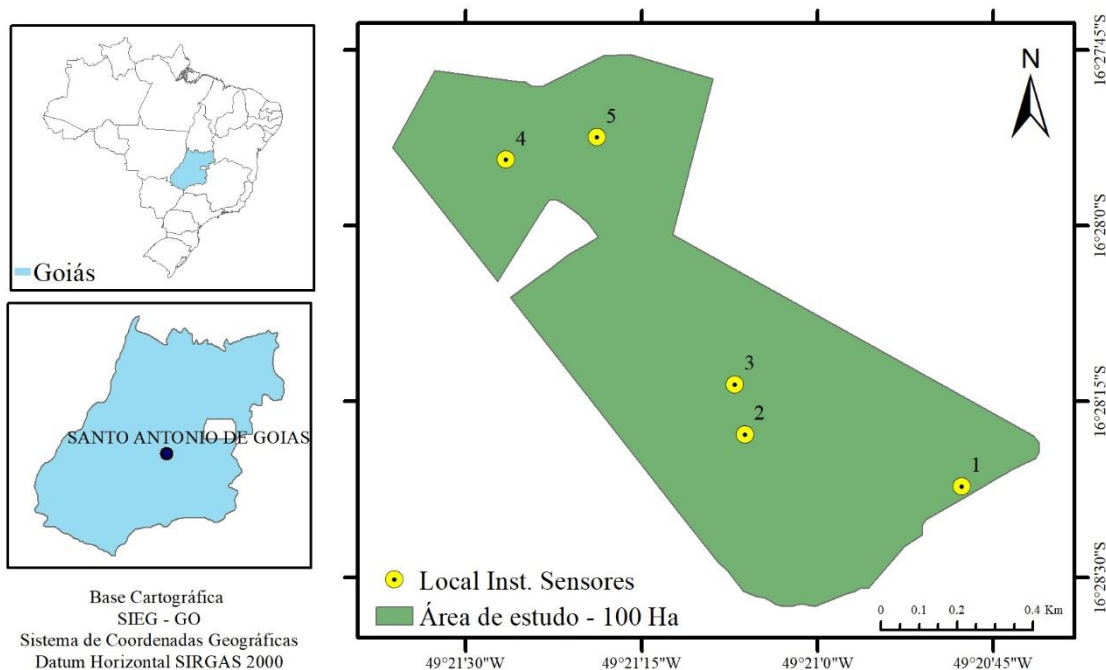 Goiás
SANTO ANTONIO DE GOIAS
Base Cartográfica
SIEG - GO
Sistema de Coordenadas Geográficas
Datum Horizontal SIRGAS 2000
N
4
5
3
2
1
Local Inst. Sensores
Área de estudo - 100 Ha
0 0.1 0.2 0.4 Km
16°27'45"S
16°28'0"S
16°28'15"S
16°28'30"S
49°21'30"W 49°21'15"W 49°21'0"W 49°20'45"W